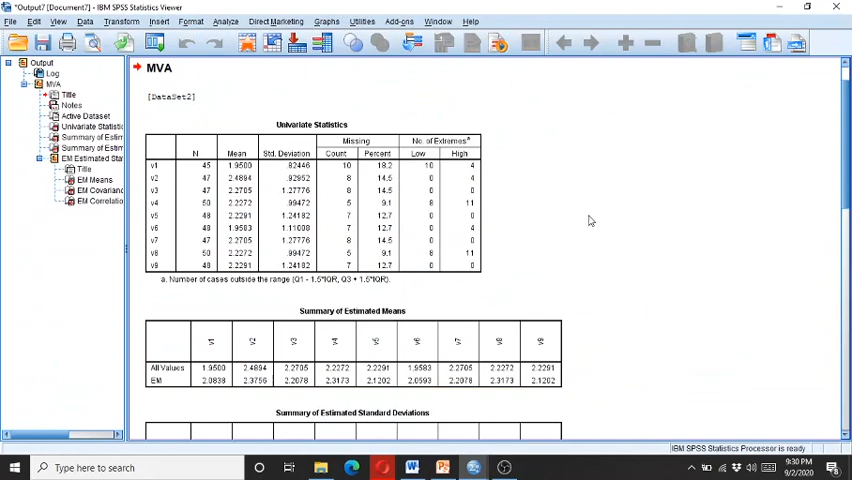 *Output7 [Document7] - IBM SPSS Statistics Viewer
File Edit View Data Transform Insert Format Analyze Direct Marketing Graphs Utilities Add-ons Window Help
Output
Log
MVA
Title
Notes
Active Dataset
Univariate Statistic
Summary of Estim
Summary of Estim
EM Estimated Sta
Title
EM Means
EM Covarianc
EM Correlatio
MVA
[DataSet2]
Univariate Statistics
Missing No. of Extremesª
N Mean Std. Deviation Count Percent Low High
v1 45 1.9500 .82446 10 18.2 10 4
v2 47 2.4894 .92952 8 14.5 0 4
v3 47 2.2705 1.27776 8 14.5 0 0
v4 50 2.2272 .99472 5 9.1 8 11
v5 48 2.2291 1.24182 7 12.7 0 0
v6 48 1.9583 1.11008 7 12.7 0 4
v7 47 2.2705 1.27776 8 14.5 0 0
v8 50 2.2272 .99472 5 9.1 8 11
v9 48 2.2291 1.24182 7 12.7 0 0
a. Number of cases outside the range (Q1 - 1.5*IQR, Q3 + 1.5*IQR).
Summary of Estimated Means
v1 v2 v3 v4 v5 v6 v7 v8 v9
All Values 1.9500 2.4894 2.2705 2.2272 2.2291 1.9583 2.2705 2.2272 2.2291
EM 2.0838 2.3756 2.2078 2.3173 2.1202 2.0593 2.2078 2.3173 2.1202
Summary of Estimated Standard Deviations
IBM SPSS Statistics Processor is ready
Type here to search
9:30 PM
9/2/2020